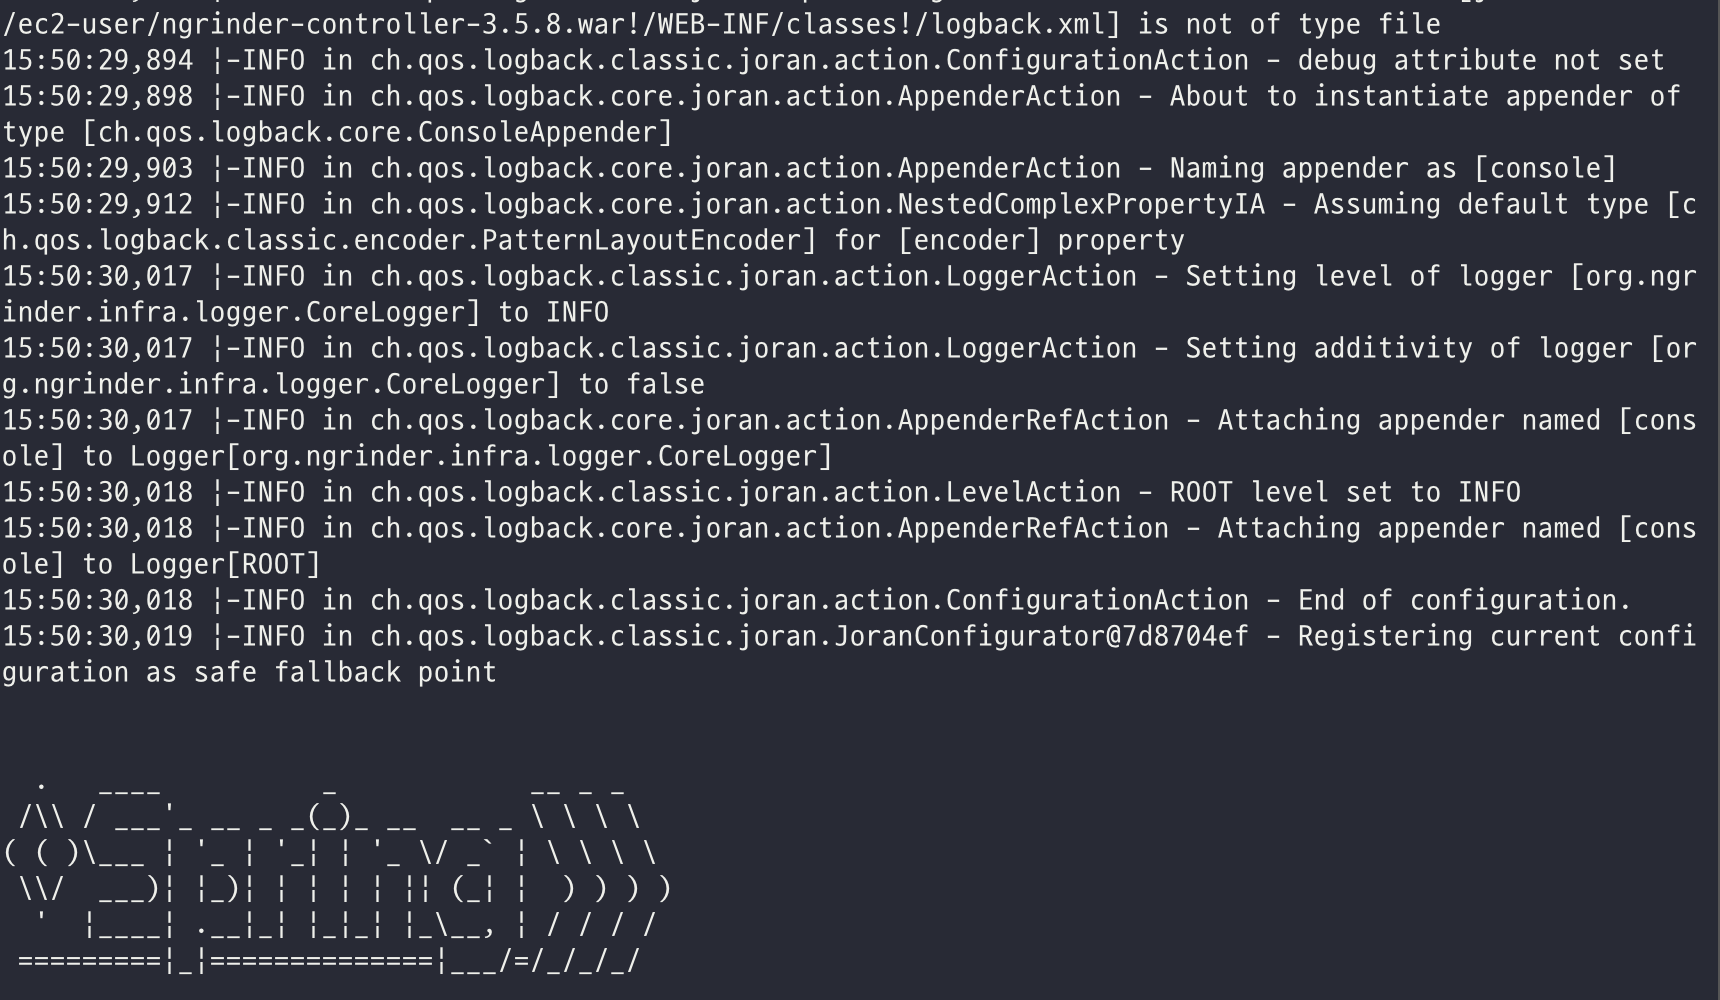 /ec2-user/ngrinder-controller-3.5.8.war!/WEB-INF/classes!/logback.xml] is not of type file
15:50:29,894 ¦-INFO in ch.qos.logback.classic.joran.action.ConfigurationAction - debug attribute not set
15:50:29,898 ¦-INFO in ch.qos.logback.core.joran.action.AppenderAction - About to instantiate appender of
type [ch.qos.logback.core.ConsoleAppender]
15:50:29,903 ¦-INFO in ch.qos.logback.core.joran.action.AppenderAction - Naming appender as [console]
15:50:29,912 ¦-INFO in ch.qos.logback.core.joran.action.NestedComplexPropertyIA - Assuming default type [c
h.qos.logback.classic.encoder.PatternLayoutEncoder] for [encoder] property
15:50:30,017 ¦-INFO in ch.qos.logback.classic.joran.action.LoggerAction - Setting level of logger [org.ngr
inder.infra.logger.CoreLogger] to INFO
15:50:30,017 ¦-INFO in ch.qos.logback.classic.joran.action.LoggerAction - Setting additivity of logger [or
g.ngrinder.infra.logger.CoreLogger] to false
15:50:30,017 ¦-INFO in ch.qos.logback.core.joran.action.AppenderRefAction - Attaching appender named [cons
ole] to Logger[org.ngrinder.infra.logger.CoreLogger]
15:50:30,018 ¦-INFO in ch.qos.logback.classic.joran.action.LevelAction - ROOT level set to INFO
15:50:30,018 ¦-INFO in ch.qos.logback.core.joran.action.AppenderRefAction - Attaching appender named [cons
ole] to Logger[ROOT]
15:50:30,018 ¦-INFO in ch.qos.logback.classic.joran.action.ConfigurationAction - End of configuration.
15:50:30,019 ¦-INFO in ch.qos.logback.classic.joran.JoranConfigurator@7d8704ef - Registering current confi
guration as safe fallback point
  .   ____          _            __ _ _
 /\\ / ___'_ __ _ _(_)_ __  __ _ \ \ \ \
( ( )\___ ¦ '_ ¦ '_¦ ¦ '_ \/ _` ¦ \ \ \ \
 \\/  ___)¦ ¦_)¦ ¦ ¦ ¦ ¦ ¦¦ (_¦ ¦  ) ) ) )
  '  ¦____¦ .__¦_¦ ¦_¦_¦ ¦_\__, ¦ / / / /
 =========¦_¦==============¦___/=/_/_/_/